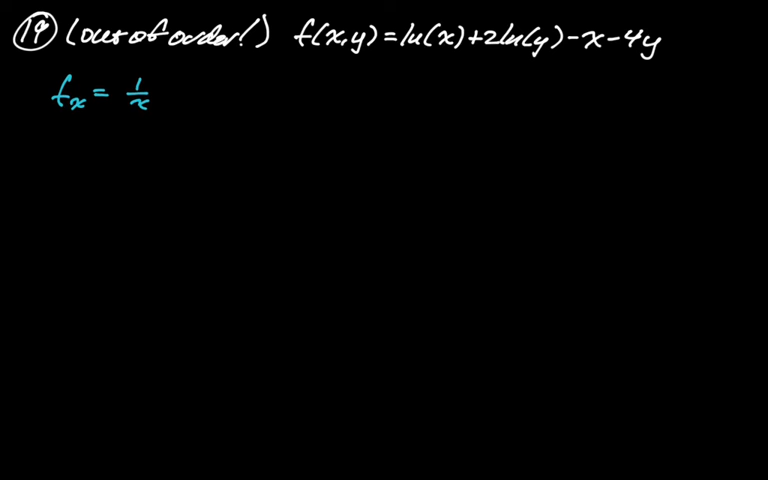 19 (out of order!) f(x,y)=ln(x)+2ln(y)-x-4y
fx = 1/x